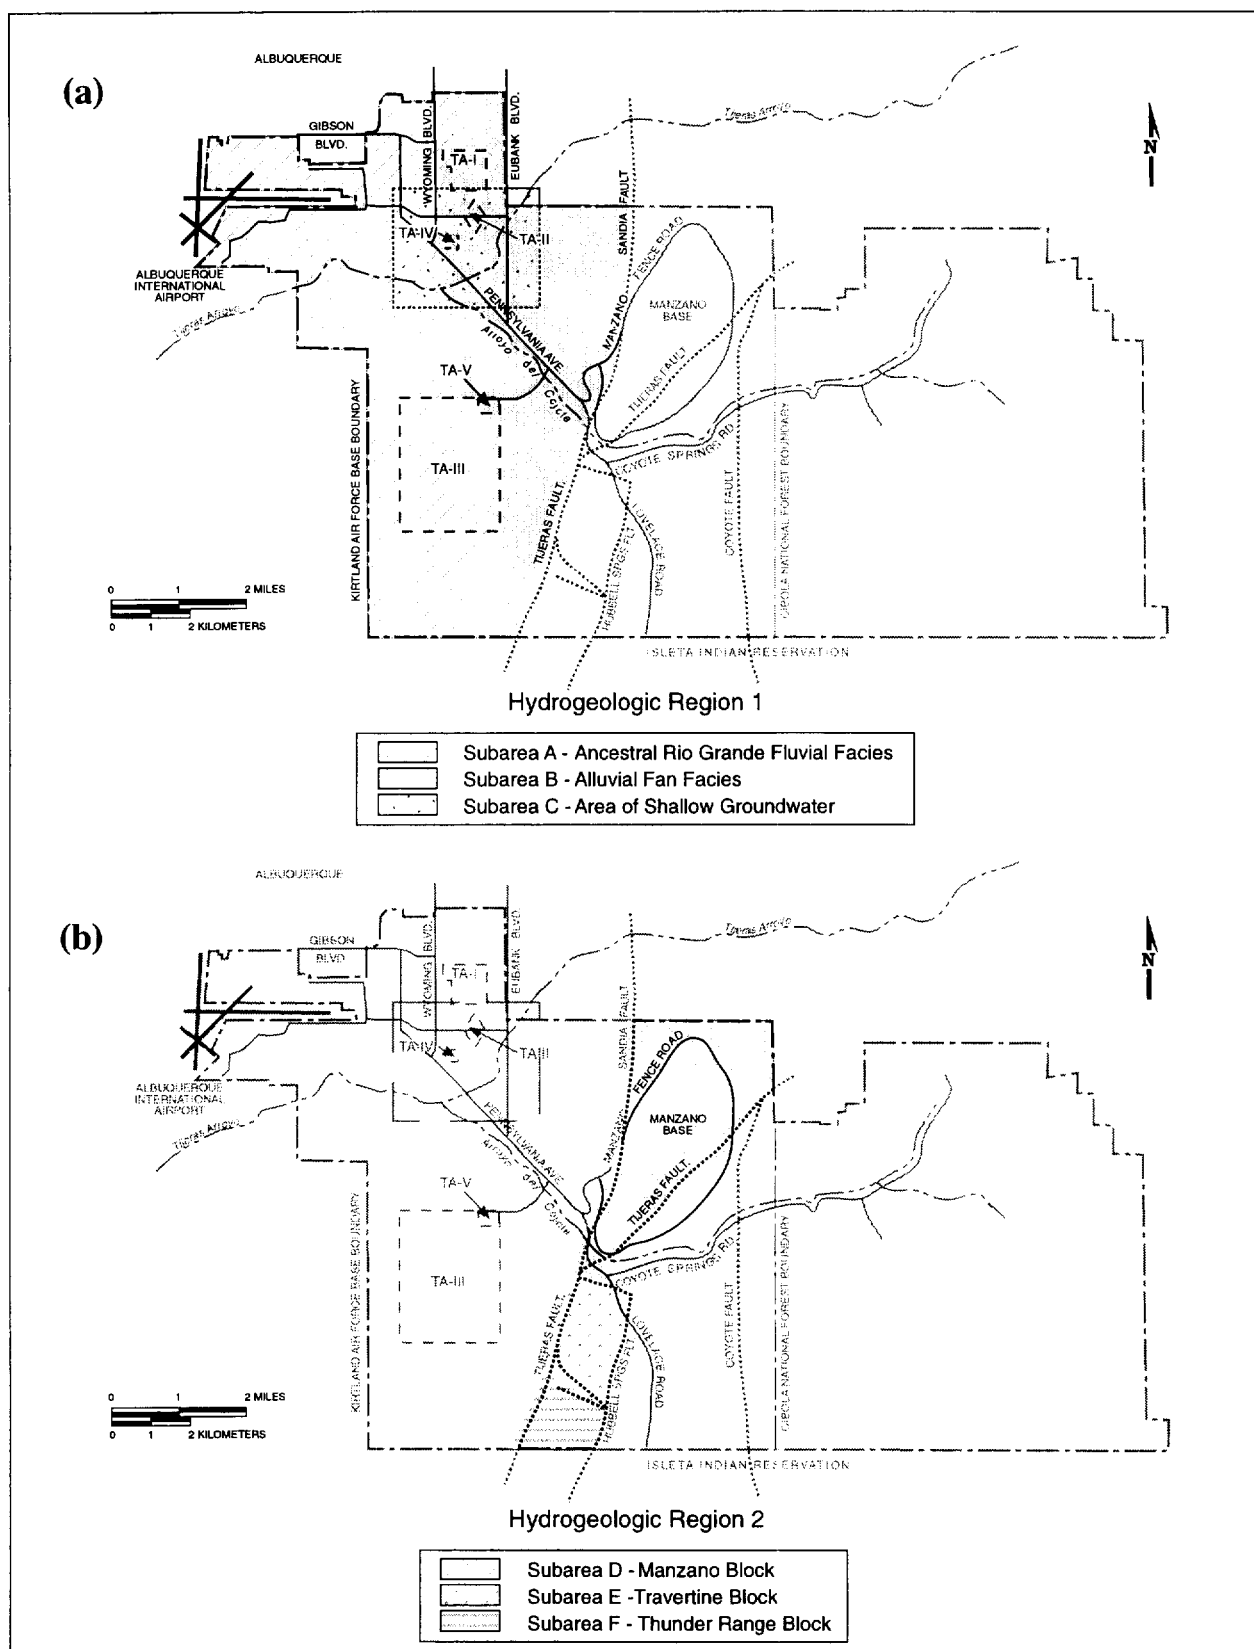 (a)
ALBUQUERQUE
GIBSON
BLVD.
WYOMING BLVD.
EUBANK BLVD.
TA-I
Tijeras Arroyo
N
TA-IV
TA-II
SANDIA FAULT
MANZANO FENCE ROAD
MANZANO
BASE
ALBUQUERQUE
INTERNATIONAL
AIRPORT
Tijeras Arroyo
PENNSYLVANIA AVE
Arroyo del Coyote
TIJERAS FAULT
TA-V
KIRTLAND AIR FORCE BASE BOUNDARY
TA-III
COYOTE SPRINGS RD.
TIJERAS FAULT.
HUBBELL SPGS FLT.
LOVELACE ROAD
COYOTE FAULT
CIBOLA NATIONAL FOREST BOUNDARY
0 1 2 MILES
0 1 2 KILOMETERS
ISLETA INDIAN RESERVATION
Hydrogeologic Region 1
Subarea A - Ancestral Rio Grande Fluvial Facies
Subarea B - Alluvial Fan Facies
Subarea C - Area of Shallow Groundwater
(b)
ALBUQUERQUE
GIBSON
BLVD
WYOMING BLVD.
EUBANK BLVD.
TA-I
Tijeras Arroyo
N
TA-IV
TA-II
SANDIA FAULT
MANZANO FENCE ROAD
MANZANO
BASE
ALBUQUERQUE
INTERNATIONAL
AIRPORT
Tijeras Arroyo
PENNSYLVANIA AVE
Arroyo del Coyote
TIJERAS FAULT.
TA-V
KIRTLAND AIR FORCE BASE BOUNDARY
TA-III
COYOTE SPRINGS RD.
TIJERAS FAULT.
HUBBELL SPGS FLT.
LOVELACE ROAD
COYOTE FAULT
CIBOLA NATIONAL FOREST BOUNDARY
0 1 2 MILES
0 1 2 KILOMETERS
ISLETA INDIAN RESERVATION
Hydrogeologic Region 2
Subarea D - Manzano Block
Subarea E -Travertine Block
Subarea F - Thunder Range Block